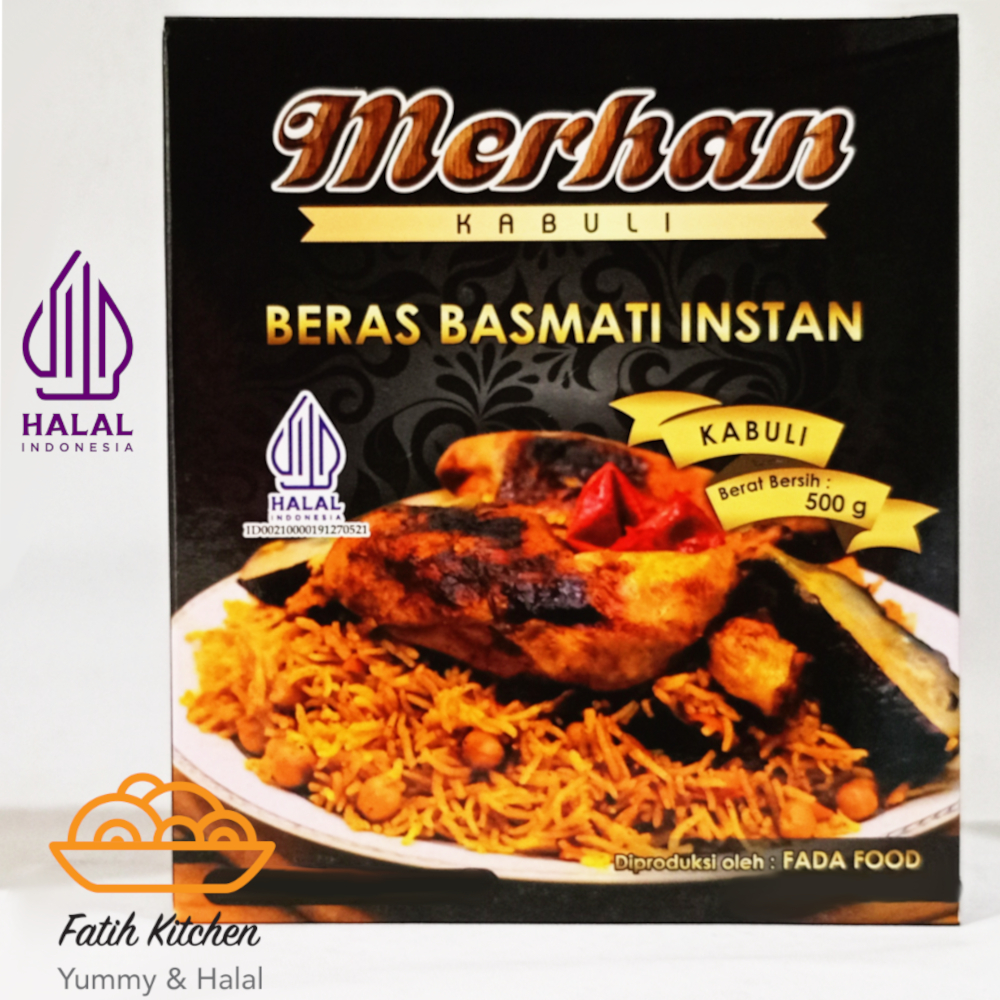 Merhan
KABULI
BERAS BASMATI INSTAN
HALAL
INDONESIA
HALAL
INDONESIA
ID00210000191270521
KABULI
Berat Bersih :
500 g
Diproduksi oleh : FADA FOOD
Fatih Kitchen
Yummy & Halal